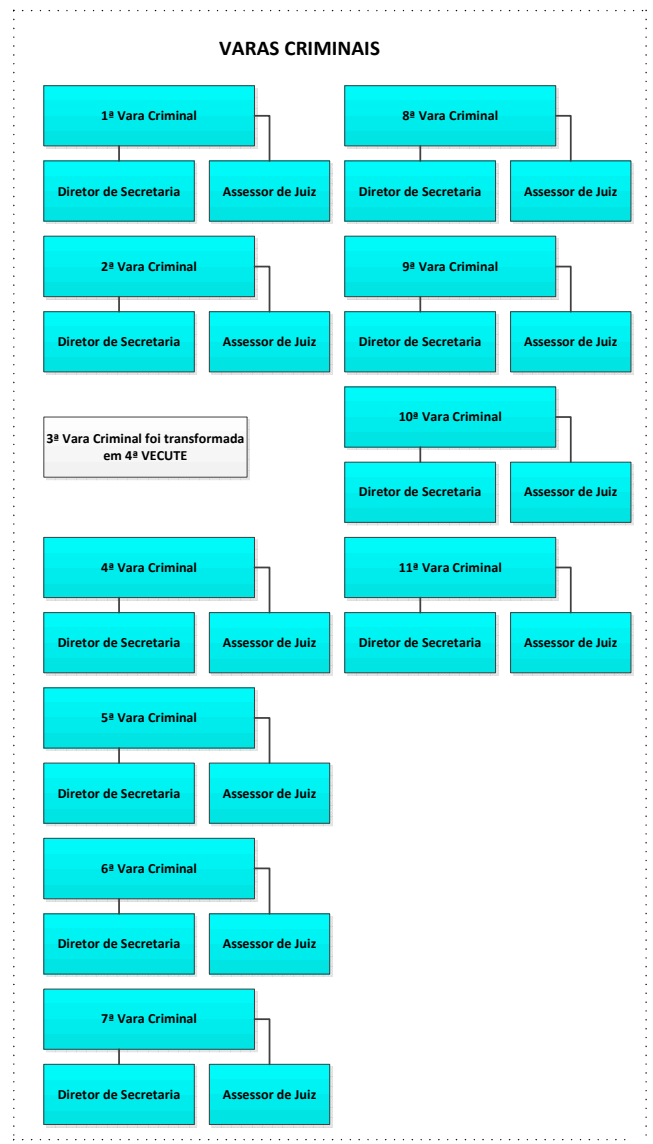 VARAS CRIMINAIS
1ª Vara Criminal
Diretor de Secretaria
Assessor de Juiz
2ª Vara Criminal
Diretor de Secretaria
Assessor de Juiz
3ª Vara Criminal foi transformada
em 4ª VECUTE
4ª Vara Criminal
Diretor de Secretaria
Assessor de Juiz
5ª Vara Criminal
Diretor de Secretaria
Assessor de Juiz
6ª Vara Criminal
Diretor de Secretaria
Assessor de Juiz
7ª Vara Criminal
Diretor de Secretaria
Assessor de Juiz
8ª Vara Criminal
Diretor de Secretaria
Assessor de Juiz
9ª Vara Criminal
Diretor de Secretaria
Assessor de Juiz
10ª Vara Criminal
Diretor de Secretaria
Assessor de Juiz
11ª Vara Criminal
Diretor de Secretaria
Assessor de Juiz